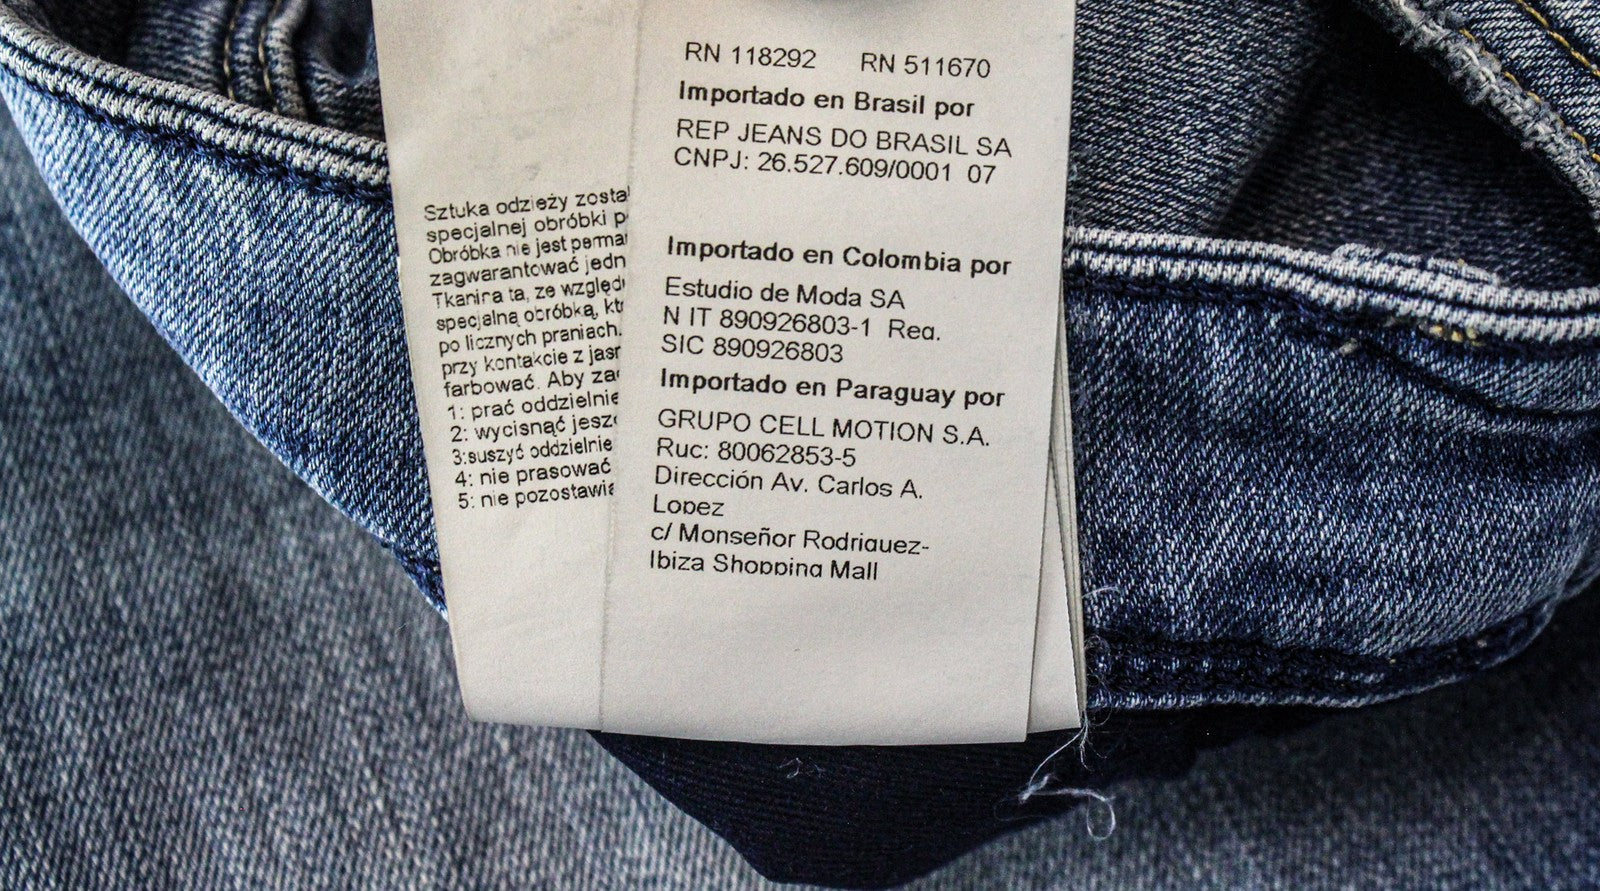 Sztuka odzieży zosta
specjalnej obróbki p
Obróbka nie jest perma
zagwarantować jedn
Tkanina ta, ze względ
specjalną obróbką, kt
po licznych praniach.
przy kontakcie z jasn
farbować. Aby za
1: prać oddzielnie
2: wycisnąć jeszc
3:suszyć oddzielnie
4: nie prasować
5: nie pozostawia
RN 118292 RN 511670
Importado en Brasil por
REP JEANS DO BRASIL SA
CNPJ: 26.527.609/0001 07
Importado en Colombia por
Estudio de Moda SA
N IT 890926803-1 Reg.
SIC 890926803
Importado en Paraguay por
GRUPO CELL MOTION S.A.
Ruc: 80062853-5
Dirección Av. Carlos A.
Lopez
c/ Monseñor Rodriguez-
Ibiza Shopping Mall